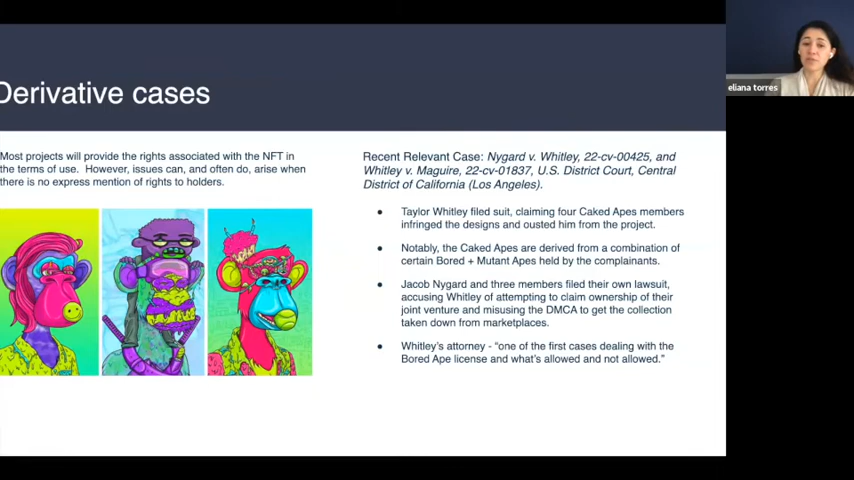 Derivative cases
Most projects will provide the rights associated with the NFT in
the terms of use. However, issues can, and often do, arise when
there is no express mention of rights to holders.
Recent Relevant Case: Nygard v. Whitley, 22-cv-00425, and
Whitley v. Maguire, 22-cv-01837, U.S. District Court, Central
District of California (Los Angeles).
• Taylor Whitley filed suit, claiming four Caked Apes members
infringed the designs and ousted him from the project.
• Notably, the Caked Apes are derived from a combination of
certain Bored + Mutant Apes held by the complainants.
• Jacob Nygard and three members filed their own lawsuit,
accusing Whitley of attempting to claim ownership of their
joint venture and misusing the DMCA to get the collection
taken down from marketplaces.
• Whitley's attorney - “one of the first cases dealing with the
Bored Ape license and what's allowed and not allowed.”
eliana torres